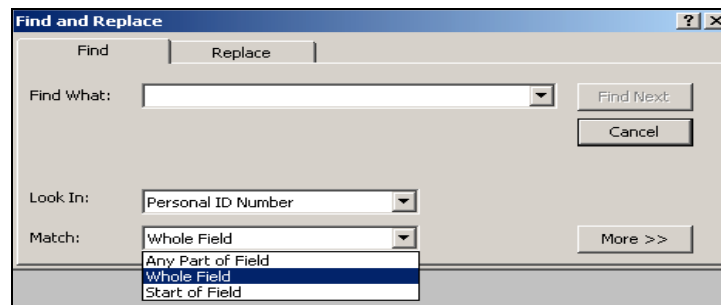 Find and Replace
Find Replace
Find What: Find Next
Cancel
Look In: Personal ID Number
Match: Whole Field More >>
Any Part of Field
Whole Field
Start of Field